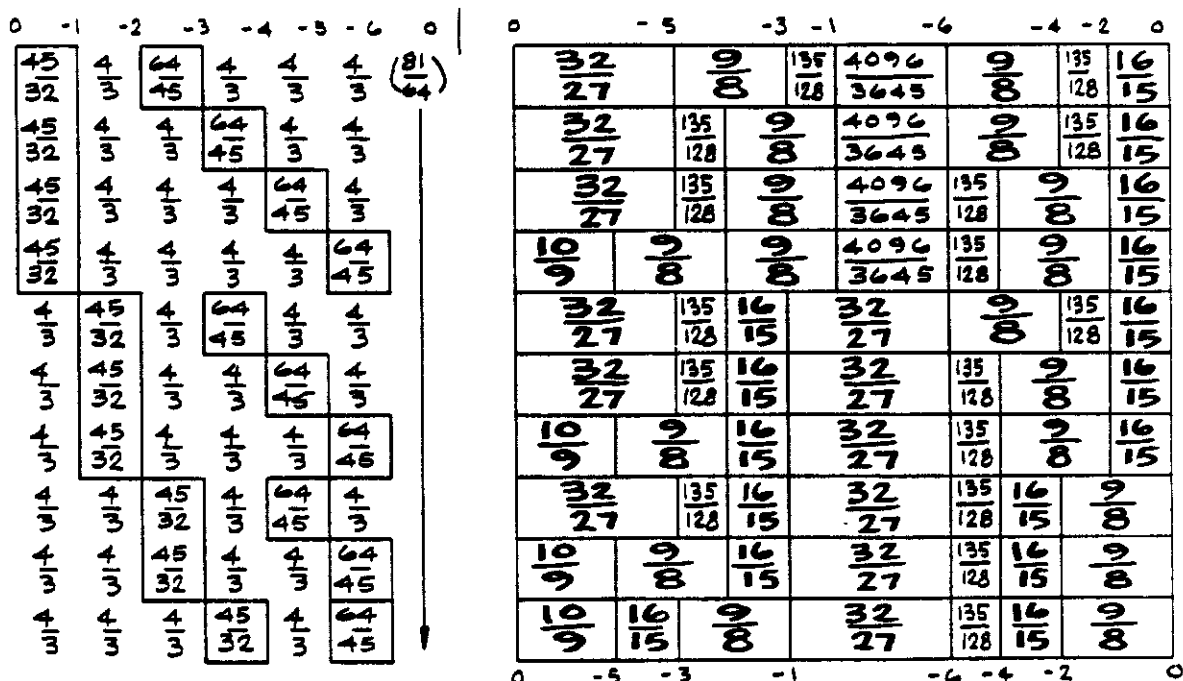 0 -1 -2 -3 -4 -5 -6 0
45/32 4/3 64/45 4/3 4/3 4/3 (81/64)
45/32 4/3 4/3 64/45 4/3 4/3
45/32 4/3 4/3 4/3 64/45 4/3
45/32 4/3 4/3 4/3 4/3 64/45
4/3 45/32 4/3 64/45 4/3 4/3
4/3 45/32 4/3 4/3 64/45 4/3
4/3 45/32 4/3 4/3 4/3 64/45
4/3 4/3 45/32 4/3 64/45 4/3
4/3 4/3 45/32 4/3 4/3 64/45
4/3 4/3 4/3 45/32 4/3 64/45
0 -5 -3 -1 -6 -4 -2 0
32/27 9/8 135/128 4096/3645 9/8 135/128 16/15
32/27 135/128 9/8 4096/3645 9/8 135/128 16/15
32/27 135/128 9/8 4096/3645 135/128 9/8 16/15
10/9 9/8 9/8 4096/3645 135/128 9/8 16/15
32/27 135/128 16/15 32/27 9/8 135/128 16/15
32/27 135/128 16/15 32/27 135/128 9/8 16/15
10/9 9/8 16/15 32/27 135/128 9/8 16/15
32/27 135/128 16/15 32/27 135/128 16/15 9/8
10/9 9/8 16/15 32/27 135/128 16/15 9/8
10/9 16/15 9/8 32/27 135/128 16/15 9/8
0 -5 -3 -1 -6 -4 -2 0